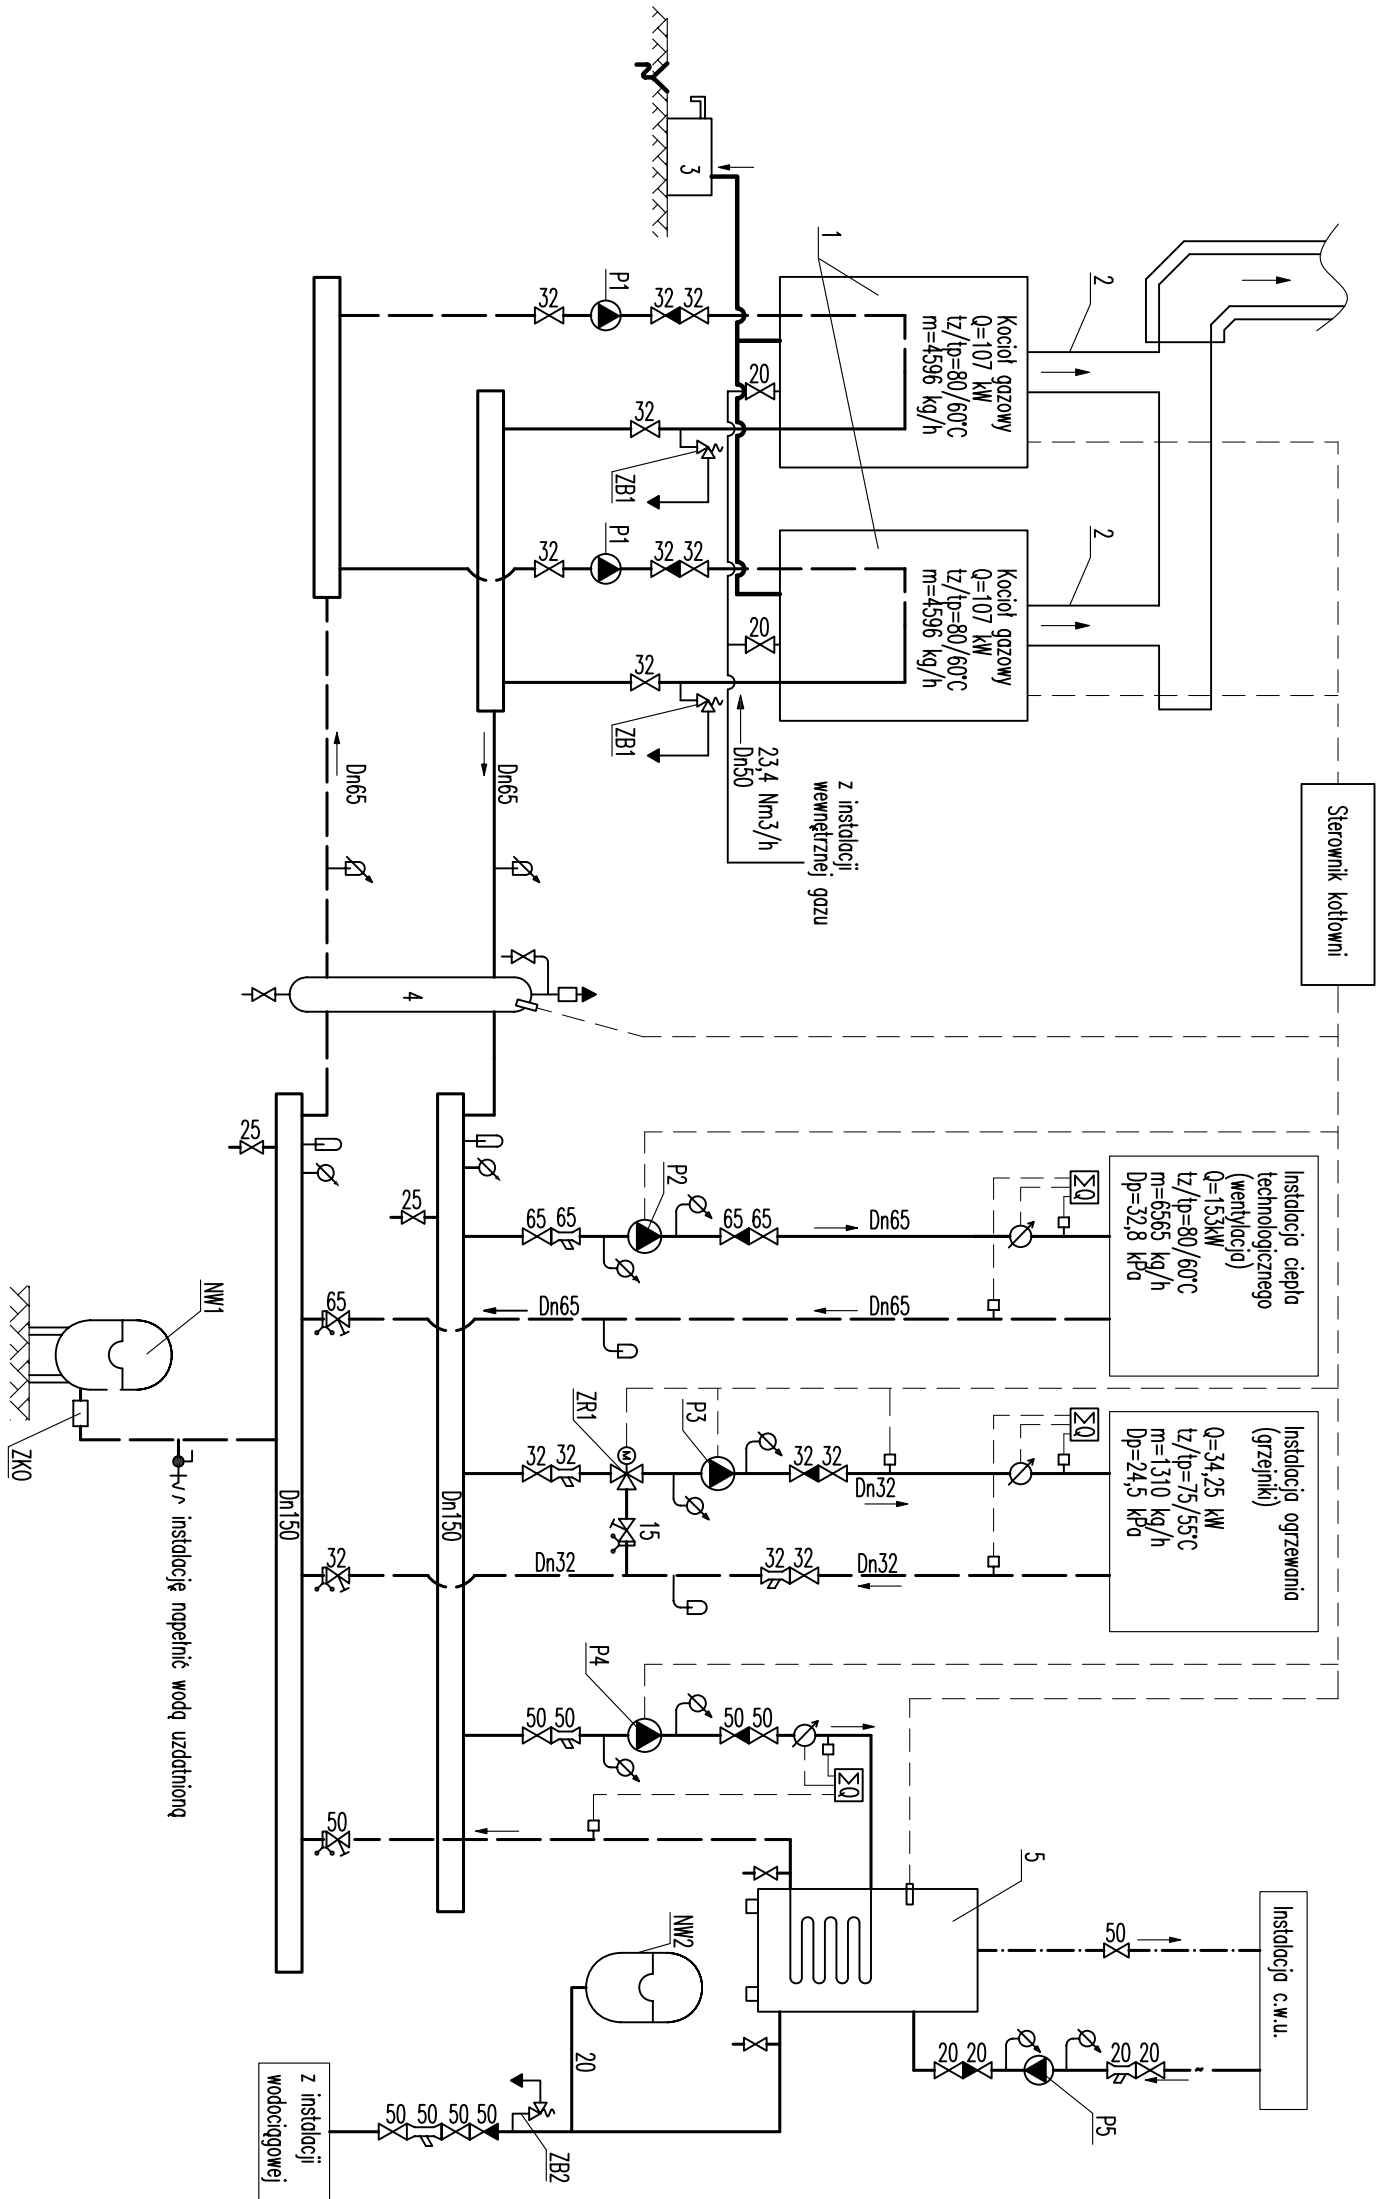 Kocioł gazowy
Q=107 kW
tz/tp=80/60°C
m=4596 kg/h
Kocioł gazowy
Q=107 kW
tz/tp=80/60°C
m=4596 kg/h
1
2
2
3
Sterownik kotłowni
z instalacji
wewnętrznej gazu
23,4 Nm3/h
Dn50
20
20
P1
32
32
32
32
ZB1
P1
32
32
32
32
ZB1
Dn65
Dn65
4
25
25
Instalacja ciepła
technologicznego
(wentylacja)
Q=153kW
tz/tp=80/60°C
m=6565 kg/h
Dp=32,8 kPa
ΣQ
Dn65
65
65
P2
65
65
Dn65
Dn65
65
Instalacja ogrzewania
(grzejniki)
Q=34,25 kW
tz/tp=75/55°C
m=1310 kg/h
Dp=24,5 kPa
ΣQ
32
32
Dn32
P3
ZR1
M
32
32
15
Dn32
32
32
Dn32
32
Dn150
Dn150
P4
50
50
50
50
ΣQ
50
5
Instalacja c.w.u.
50
20
20
20
20
P5
NW2
20
ZB2
50
50
50
50
z instalacji
wodociągowej
NW1
ZKO
instalację napełnić wodą uzdatnioną